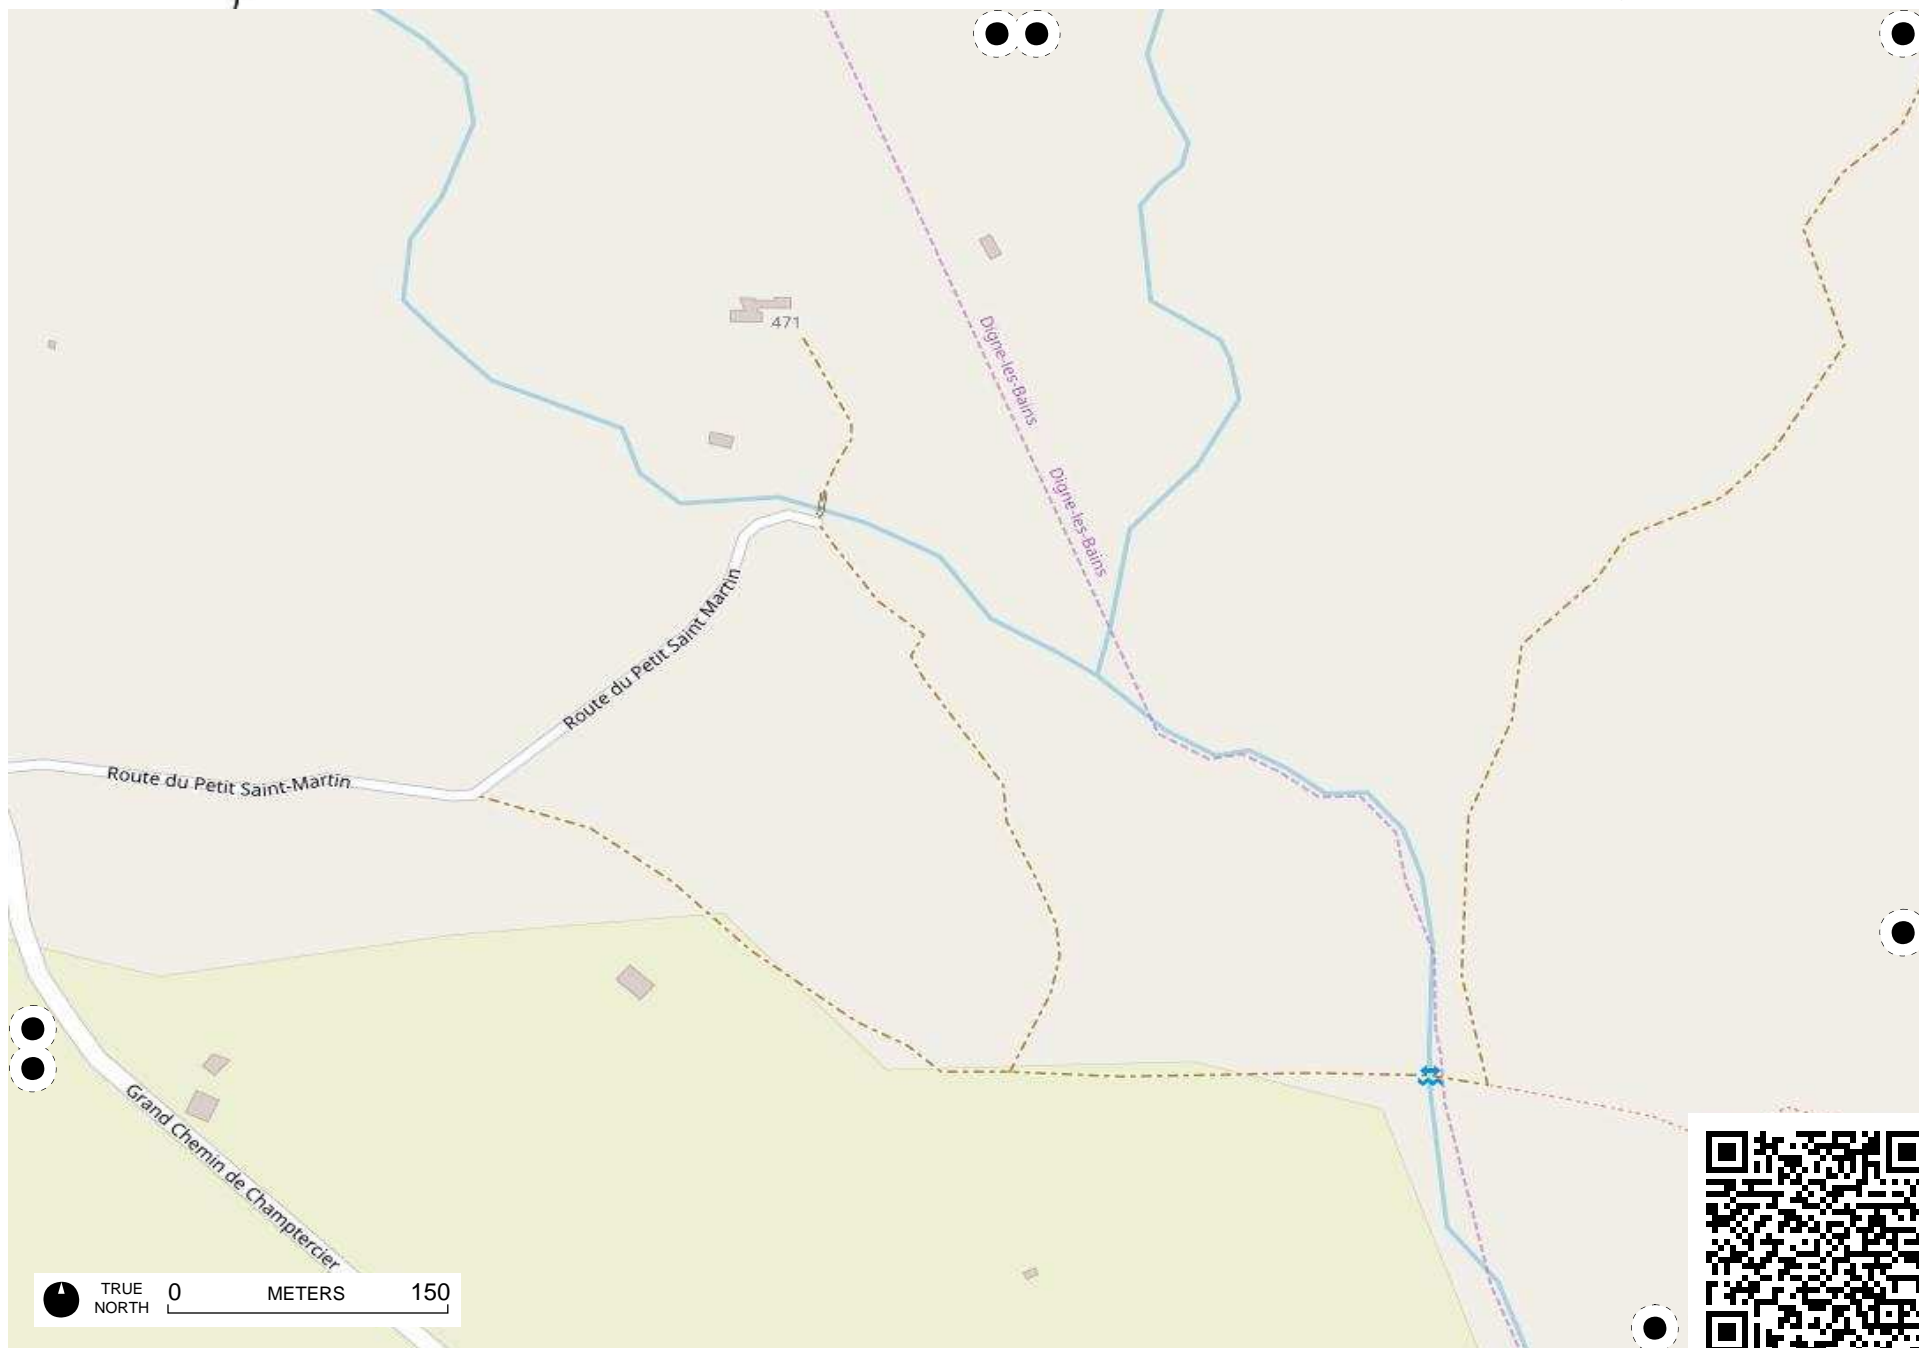 471
Digne-les-Bains
Digne-les-Bains
Route du Petit Saint Martin
Route du Petit Saint-Martin
Grand Chemin de Champtercier
TRUE
NORTH
0 METERS 150